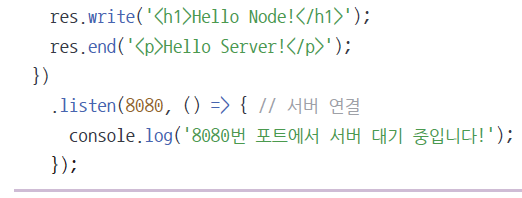 res.write('<h1>Hello Node!</h1>');
res.end('<p>Hello Server!</p>');
})
.listen(8080, () => { // 서버 연결
console.log('8080번 포트에서 서버 대기 중입니다!');
});